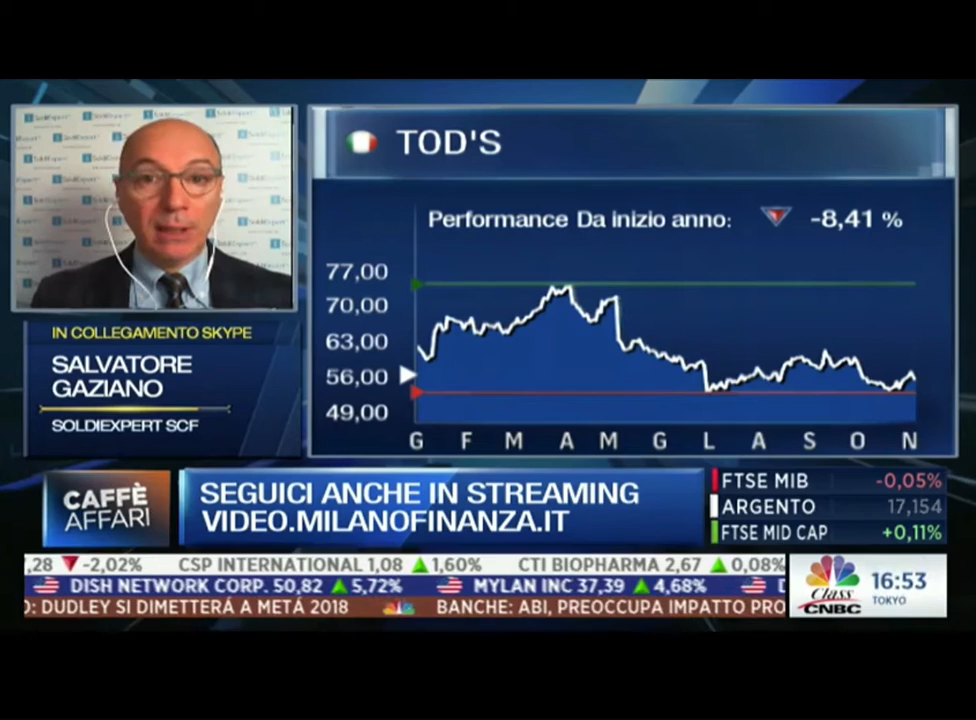 TOD'S
Performance Da inizio anno: -8,41 %
77,00
70,00
63,00
56,00
49,00
G F M A M G L A S O N
IN COLLEGAMENTO SKYPE
SALVATORE
GAZIANO
SOLDIEXPERT SCF
CAFFÈ
AFFARI
SEGUICI ANCHE IN STREAMING
VIDEO.MILANOFINANZA.IT
FTSE MIB -0,05%
ARGENTO 17,154
FTSE MID CAP +0,11%
,28 -2,02% CSP INTERNATIONAL 1,08 1,60% CTI BIOPHARMA 2,67 0,08%
DISH NETWORK CORP. 50,82 5,72% MYLAN INC 37,39 4,68%
: DUDLEY SI DIMETTERÁ A METÁ 2018 BANCHE: ABI, PREOCCUPA IMPATTO PRO
Class
CNBC
16:53
TOKYO